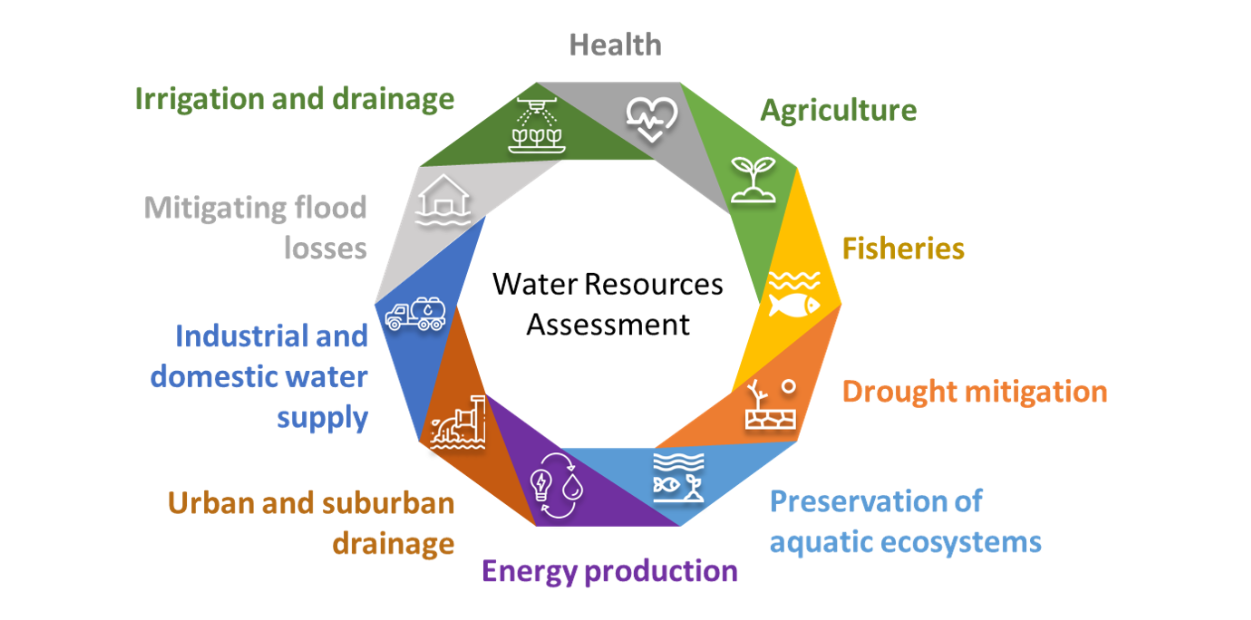 Health
Irrigation and drainage
Agriculture
Mitigating flood
losses
Fisheries
Water Resources
Assessment
Industrial and
domestic water
supply
Drought mitigation
Urban and suburban
drainage
Preservation of
aquatic ecosystems
Energy production